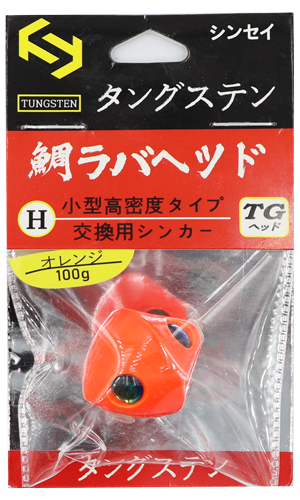 シンセイ
TUNGSTEN
タングステン
鯛ラバヘッド
H
小型高密度タイプ
交換用シンカー
TG
ヘッド
オレンジ
100g
タングステン